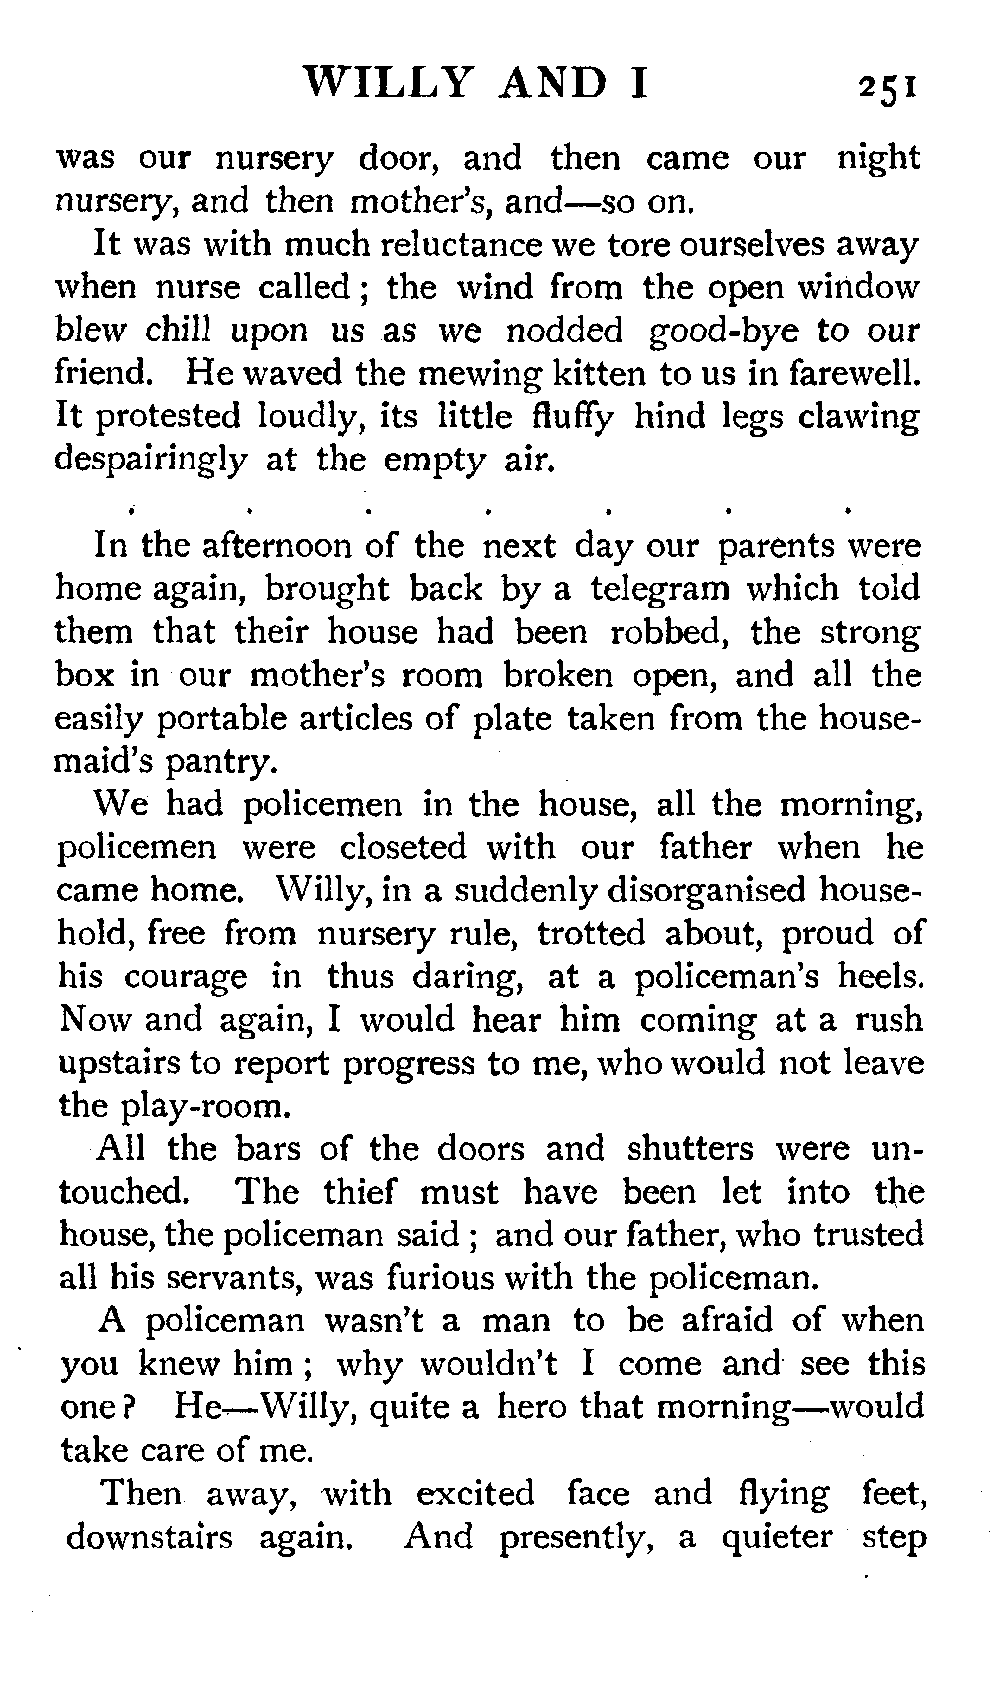 WILLY AND I 251
was our nursery door, and then came our night
nursery, and then mother's, and—so on.
It was with much reluctance we tore ourselves away
when nurse called ; the wind from the open window
blew chill upon us as we nodded good-bye to our
friend. He waved the mewing kitten to us in farewell.
It protested loudly, its little fluffy hind legs clawing
despairingly at the empty air.
. . . . . . .
In the afternoon of the next day our parents were
home again, brought back by a telegram which told
them that their house had been robbed, the strong
box in our mother's room broken open, and all the
easily portable articles of plate taken from the house-
maid's pantry.
We had policemen in the house, all the morning,
policemen were closeted with our father when he
came home. Willy, in a suddenly disorganised house-
hold, free from nursery rule, trotted about, proud of
his courage in thus daring, at a policeman's heels.
Now and again, I would hear him coming at a rush
upstairs to report progress to me, who would not leave
the play-room.
All the bars of the doors and shutters were un-
touched. The thief must have been let into the
house, the policeman said ; and our father, who trusted
all his servants, was furious with the policeman.
A policeman wasn't a man to be afraid of when
you knew him ; why wouldn't I come and see this
one ? He—Willy, quite a hero that morning—would
take care of me.
Then away, with excited face and flying feet,
downstairs again. And presently, a quieter step